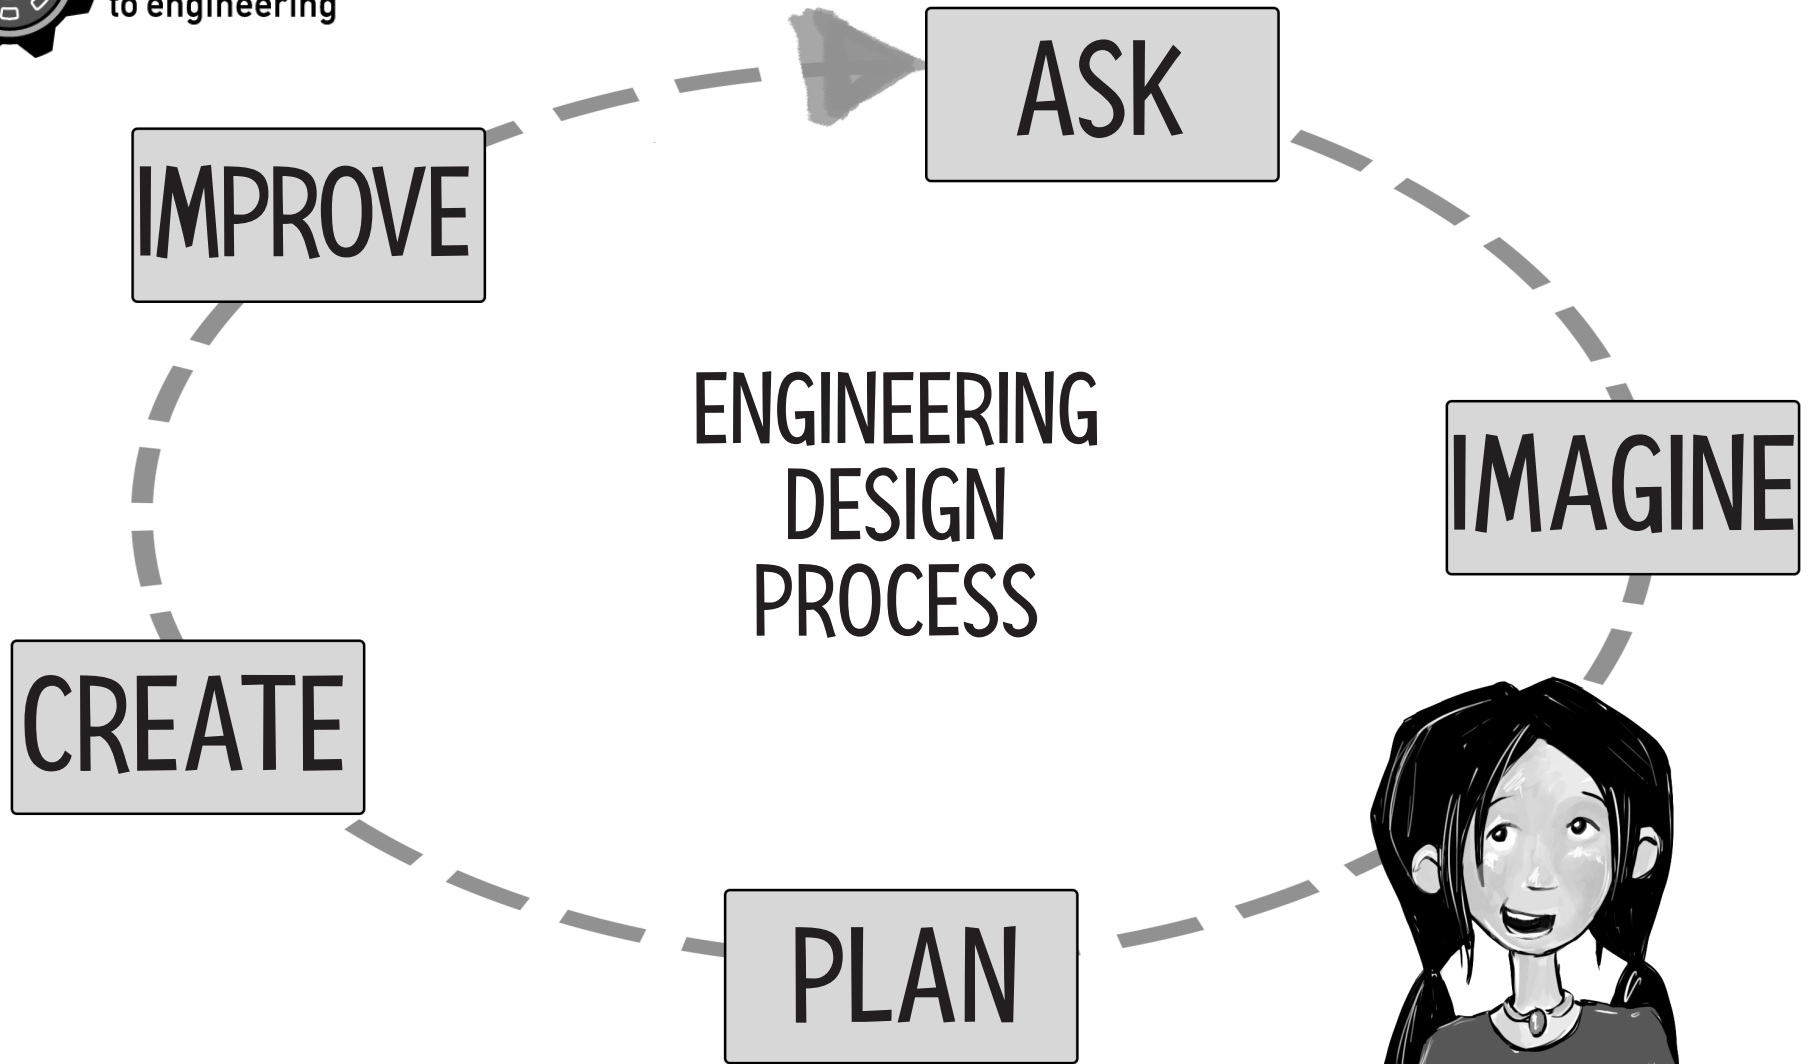 to engineering
ASK
IMPROVE
IMAGINE
ENGINEERING
DESIGN
PROCESS
CREATE
PLAN